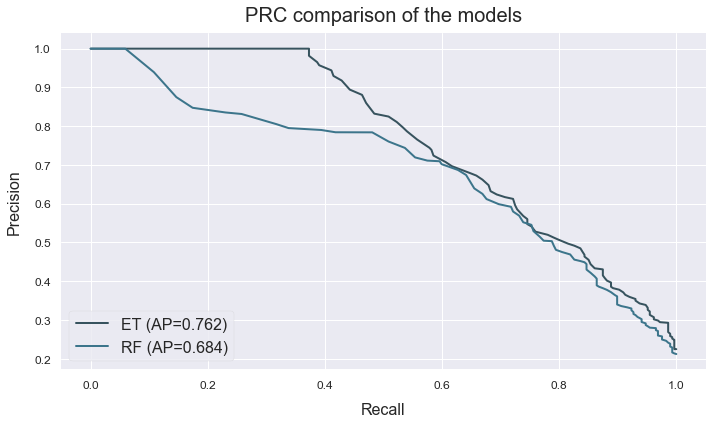 PRC comparison of the models
Precision
1.0
0.9
0.8
0.7
0.6
0.5
0.4
0.3
0.2
ET (AP=0.762)
RF (AP=0.684)
0.0 0.2 0.4 0.6 0.8 1.0
Recall